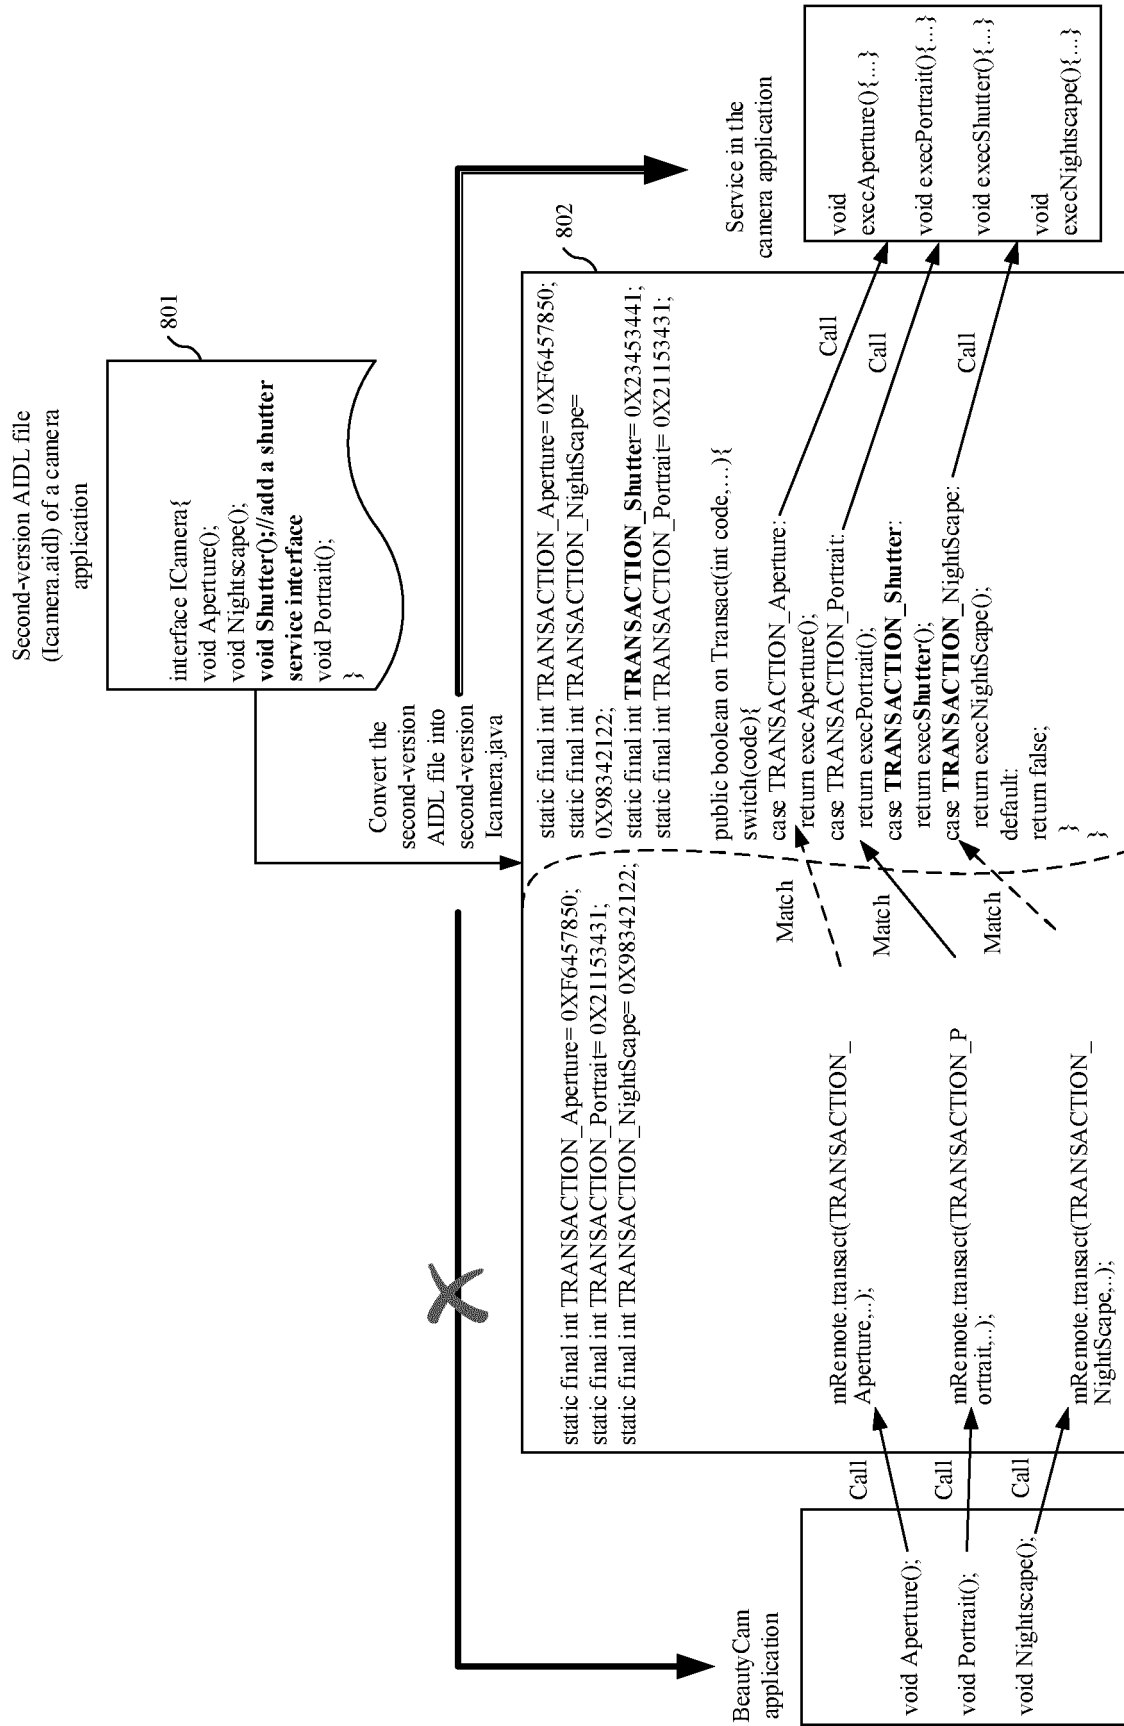 Second-version AIDL file
(Icamera.aidl) of a camera
application
801
interface ICamera{
void Aperture();
void Nightscape();
void Shutter();//add a shutter
service interface
void Portrait();
}
Convert the
second-version
AIDL file into
second-version
Icamera.java
BeautyCam
application
void Aperture();
void Portrait();
void Nightscape();
Call
Call
Call
static final int TRANSACTION_Aperture= 0XF6457850;
static final int TRANSACTION_Portrait= 0X21153431;
static final int TRANSACTION_NightScape= 0X98342122;
mRemote.transact(TRANSACTION_
Aperture,..);
mRemote.transact(TRANSACTION_P
ortrait,..);
mRemote.transact(TRANSACTION_
NightScape,..);
Match
Match
Match
802
static final int TRANSACTION_Aperture= 0XF6457850;
static final int TRANSACTION_NightScape=
0X98342122;
static final int TRANSACTION_Shutter= 0X23453441;
static final int TRANSACTION_Portrait= 0X21153431;
public boolean on Transact(int code,...){
switch(code){
case TRANSACTION_Aperture:
return execAperture();
case TRANSACTION_Portrait:
return execPortrait();
case TRANSACTION_Shutter:
return execShutter();
case TRANSACTION_NightScape:
return execNightScape();
default:
return false;
}
}
Call
Call
Call
Service in the
camera application
void
execAperture(){...}
void execPortrait(){...}
void execShutter(){...}
void
execNightscape(){...}